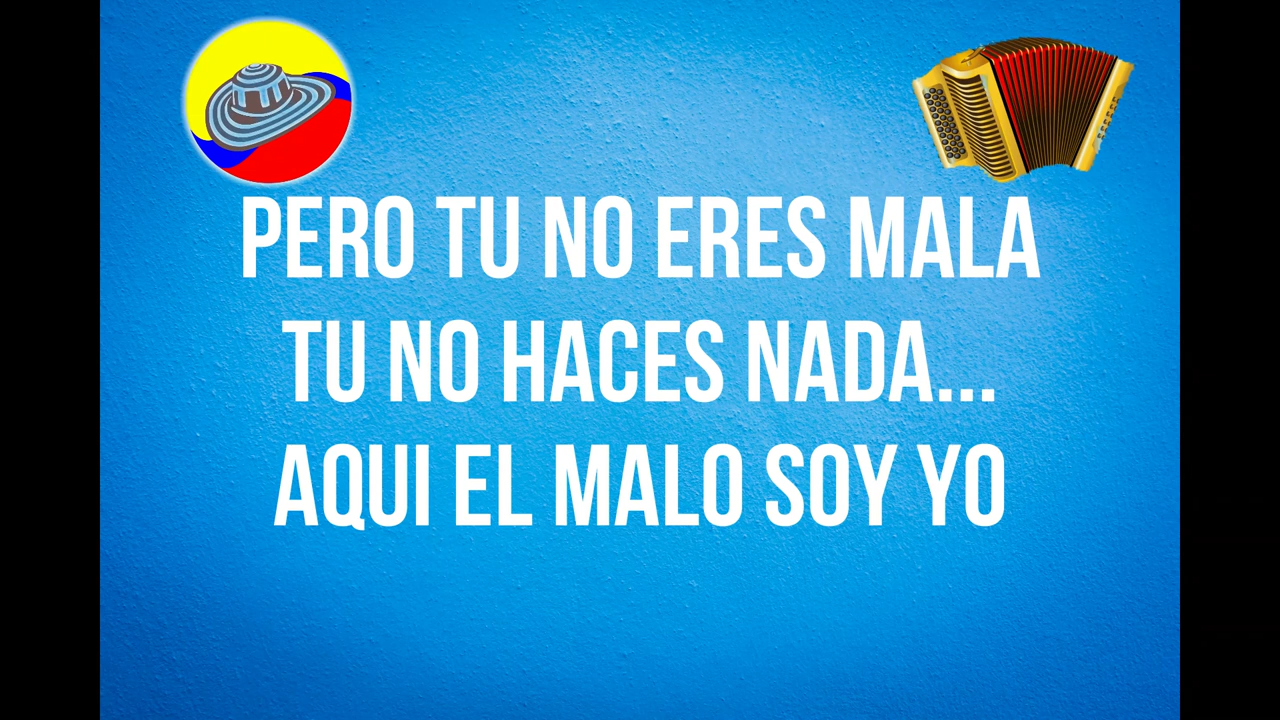 PERO TU NO ERES MALA
TU NO HACES NADA...
AQUI EL MALO SOY YO